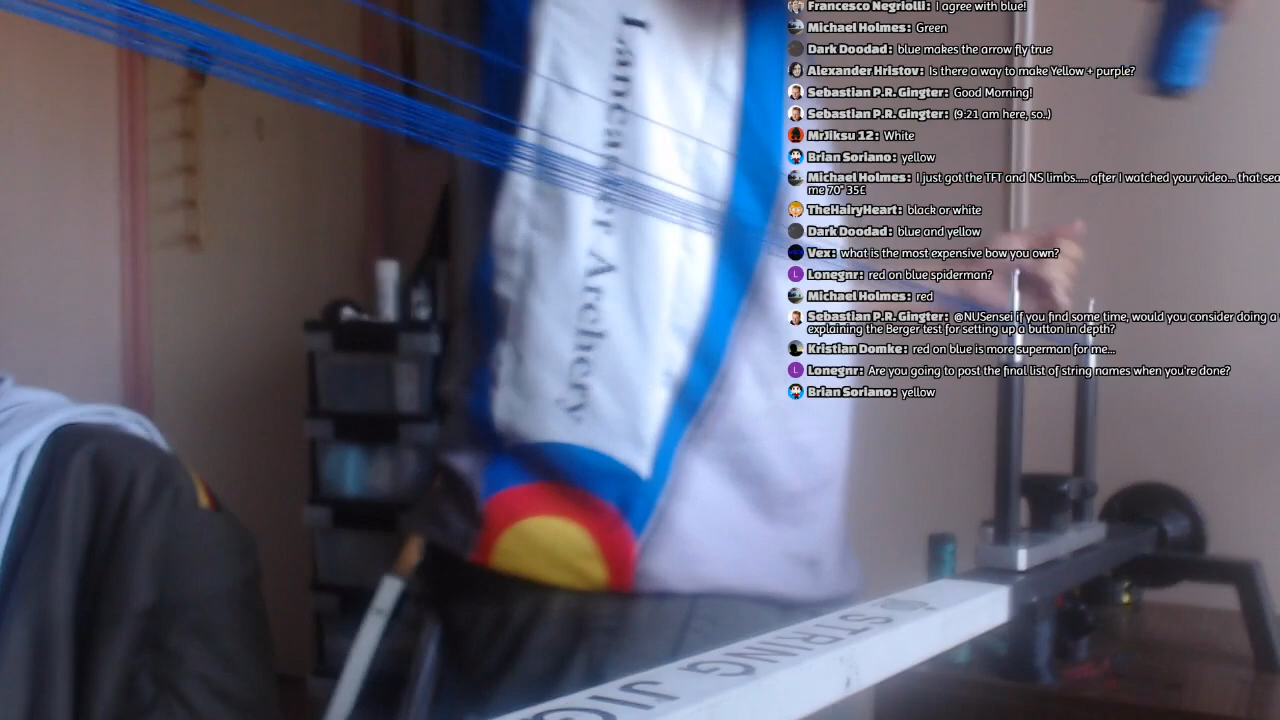 Francesco Negriolli: I agree with blue!
Michael Holmes: Green
Dark Doodad: blue makes the arrow fly true
Alexander Hristov: Is there a way to make Yellow + purple?
Sebastian P.R. Gingter: Good Morning!
Sebastian P.R. Gingter: (9:21 am here, so..)
MrJiksu 12: White
Brian Soriano: yellow
Michael Holmes: I just got the TFT and NS limbs..... after I watched your video... that sea
me 70" 35£
TheHairyHeart: black or white
Dark Doodad: blue and yellow
Vex: what is the most expensive bow you own?
L Lonegnr: red on blue spiderman?
Michael Holmes: red
Sebastian P.R. Gingter: @NUSensei if you find some time, would you consider doing a
explaining the Berger test for setting up a button in depth?
Kristian Domke: red on blue is more superman for me...
L Lonegnr: Are you going to post the final list of string names when you're done?
Brian Soriano: yellow
Lancaster Archery
STRING JIG